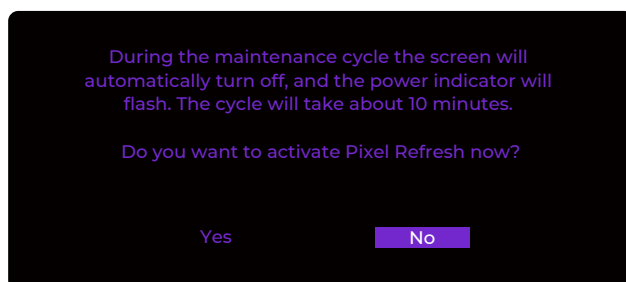 During the maintenance cycle the screen will
automatically turn off, and the power indicator will
flash. The cycle will take about 10 minutes.
Do you want to activate Pixel Refresh now?
Yes No